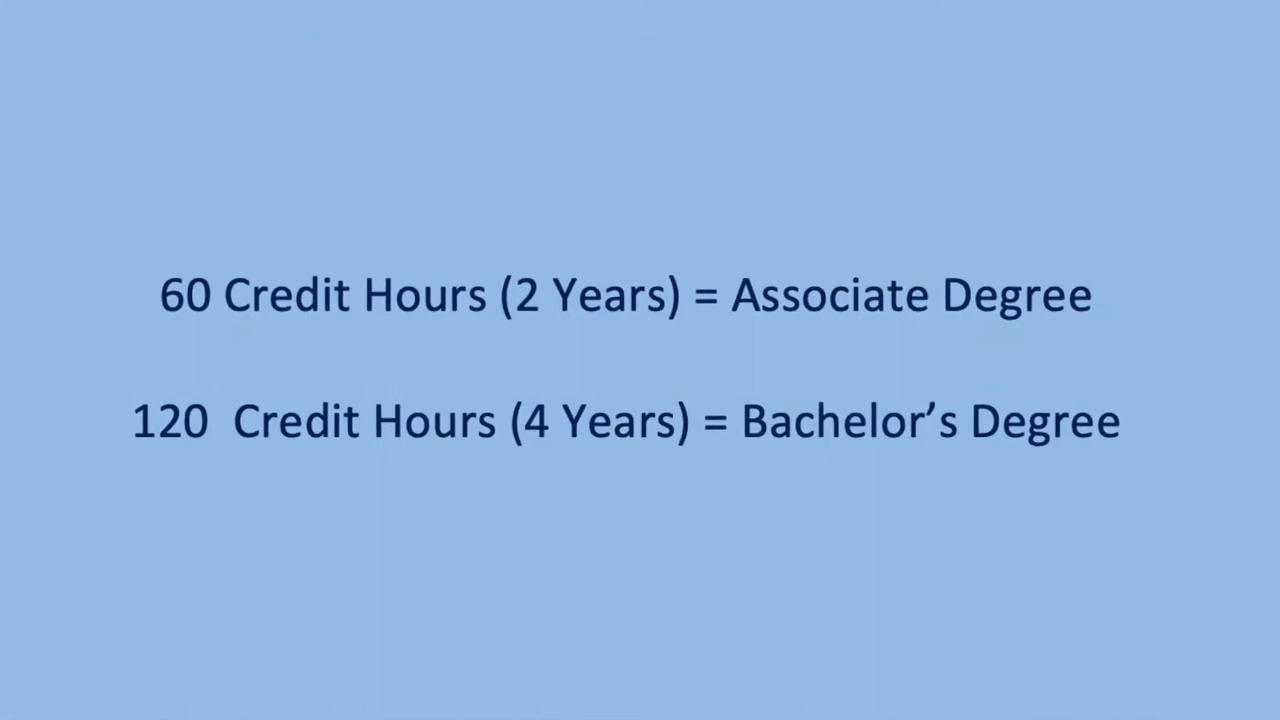 60 Credit Hours (2 Years) = Associate Degree
120  Credit Hours (4 Years) = Bachelor’s Degree